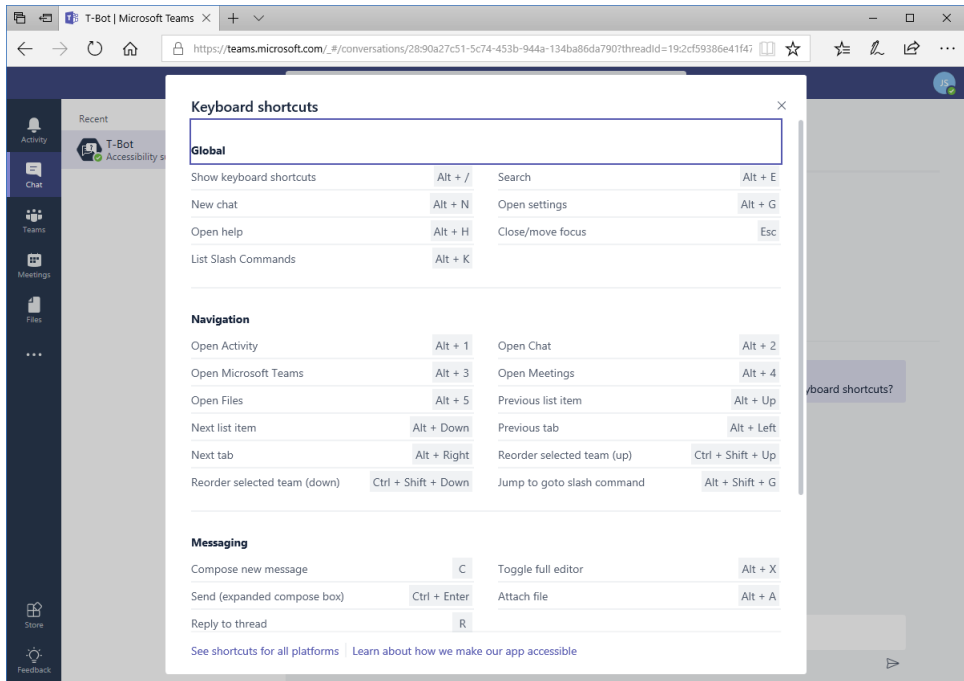 T-Bot | Microsoft Teams
https://teams.microsoft.com/_#/conversations/28:90a27c51-5c74-453b-944a-134ba86da790?threadId=19:2cf59386e41f47
JS
Activity
Chat
Teams
Meetings
Files
Store
Feedback
Recent
T-Bot
Accessibility
Keyboard shortcuts
Global
Show keyboard shortcuts Alt + / Search Alt + E
New chat Alt + N Open settings Alt + G
Open help Alt + H Close/move focus Esc
List Slash Commands Alt + K
Navigation
Open Activity Alt + 1 Open Chat Alt + 2
Open Microsoft Teams Alt + 3 Open Meetings Alt + 4
Open Files Alt + 5 Previous list item Alt + Up
Next list item Alt + Down Previous tab Alt + Left
Next tab Alt + Right Reorder selected team (up) Ctrl + Shift + Up
Reorder selected team (down) Ctrl + Shift + Down Jump to goto slash command Alt + Shift + G
Messaging
Compose new message C Toggle full editor Alt + X
Send (expanded compose box) Ctrl + Enter Attach file Alt + A
Reply to thread R
See shortcuts for all platforms Learn about how we make our app accessible
yboard shortcuts?